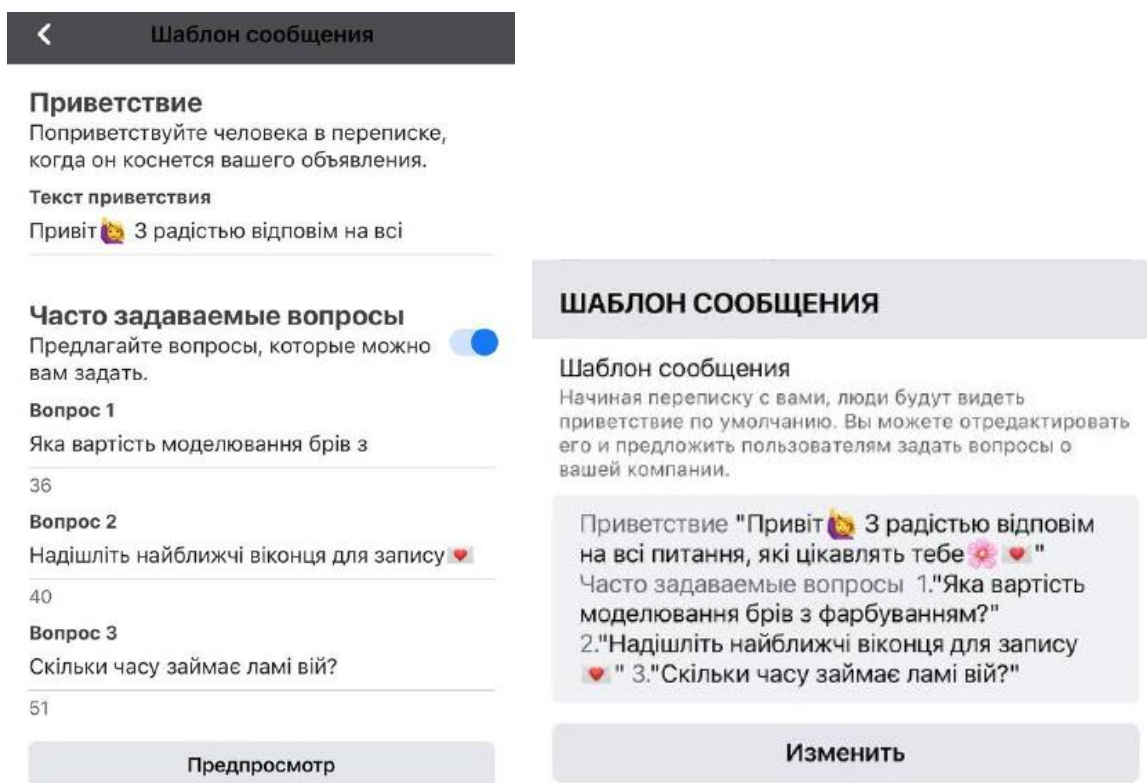 Шаблон сообщения
Приветствие
Поприветствуйте человека в переписке,
когда он коснется вашего объявления.
Текст приветствия
Привіт🙋 З радістю відповім на всі
Часто задаваемые вопросы
Предлагайте вопросы, которые можно
вам задать.
Вопрос 1
Яка вартість моделювання брів з
36
Вопрос 2
Надішліть найближчі віконця для запису💌
40
Вопрос 3
Скільки часу займає ламі вій?
51
Предпросмотр
ШАБЛОН СООБЩЕНИЯ
Шаблон сообщения
Начиная переписку с вами, люди будут видеть
приветствие по умолчанию. Вы можете отредактировать
его и предложить пользователям задать вопросы о
вашей компании.
Приветствие "Привіт🙋 З радістью відповім
на всі питання, які цікавлять тебе🌸💌"
Часто задаваемые вопросы 1."Яка вартість
моделювання брів з фарбуванням?"
2."Надішліть найближчі віконця для запису
💌" 3."Скільки часу займає ламі вій?"
Изменить